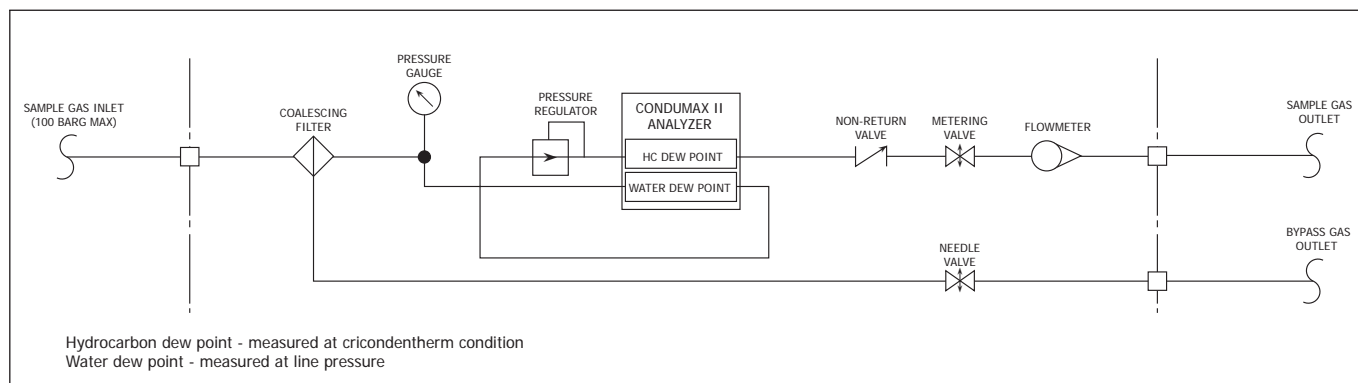 PRESSURE
GAUGE
SAMPLE GAS INLET
(100 BARG MAX)
COALESCING
FILTER
PRESSURE
REGULATOR
CONDUMAX II
ANALYZER
HC DEW POINT
WATER DEW POINT
NON-RETURN
VALVE
METERING
VALVE
FLOWMETER
SAMPLE GAS
OUTLET
NEEDLE
VALVE
BYPASS GAS
OUTLET
Hydrocarbon dew point - measured at cricondentherm condition
Water dew point - measured at line pressure